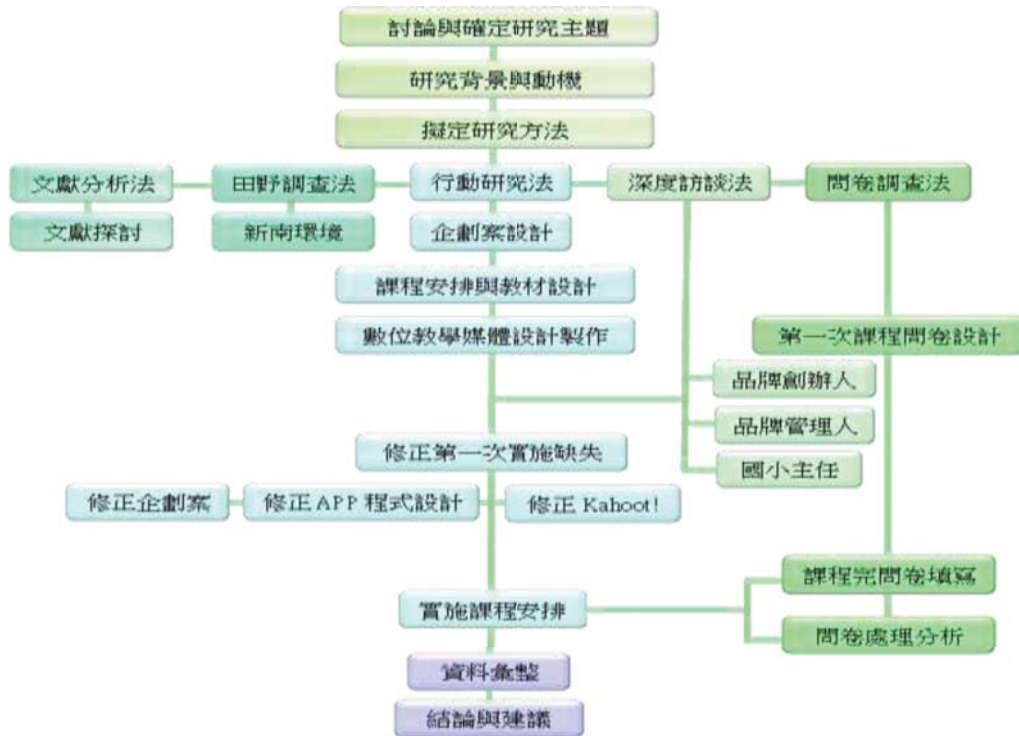 討論與確定研究主題
研究背景與動機
擬定研究方法
文獻分析法
田野調查法
行動研究法
深度訪談法
問卷調查法
文獻探討
新南環境
企劃案設計
課程安排與教材設計
數位教學媒體設計製作
第一次課程問卷設計
品牌創辦人
品牌管理人
國小主任
修正第一次實施缺失
修正企劃案
修正 APP 程式設計
修正 Kahoot!
課程完問卷填寫
實施課程安排
問卷處理分析
資料彙整
結論與建議